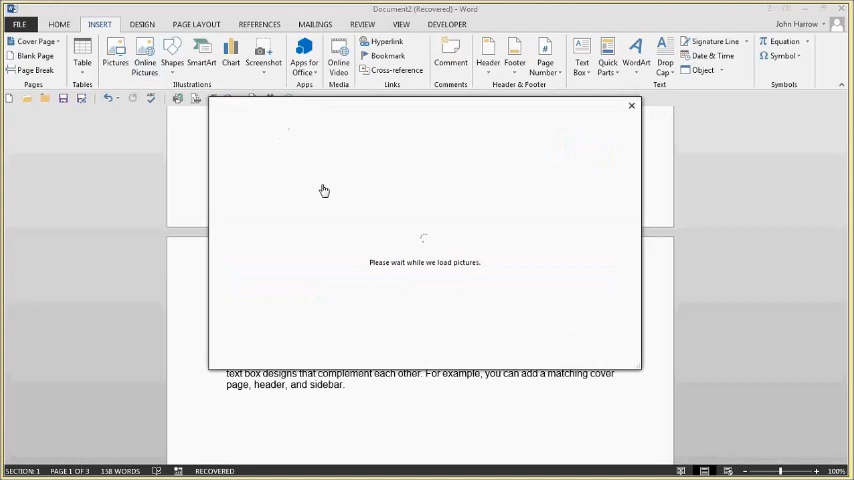 Document2 (Recovered) - Word
FILE HOME INSERT DESIGN PAGE LAYOUT REFERENCES MAILINGS REVIEW VIEW DEVELOPER John Harrow
Cover Page
Blank Page
Page Break
Pages
Table
Tables
Pictures
Online Pictures
Shapes
SmartArt
Chart
Screenshot
Illustrations
Apps for Office
Apps
Online Video
Media
Hyperlink
Bookmark
Cross-reference
Links
Comment
Comments
Header
Footer
Page Number
Header & Footer
Text Box
Quick Parts
WordArt
Drop Cap
Signature Line
Date & Time
Object
Text
Equation
Symbol
Symbols
Please wait while we load pictures.
text box designs that complement each other. For example, you can add a matching cover
page, header, and sidebar.
SECTION: 1 PAGE 1 OF 3 158 WORDS RECOVERED 100%